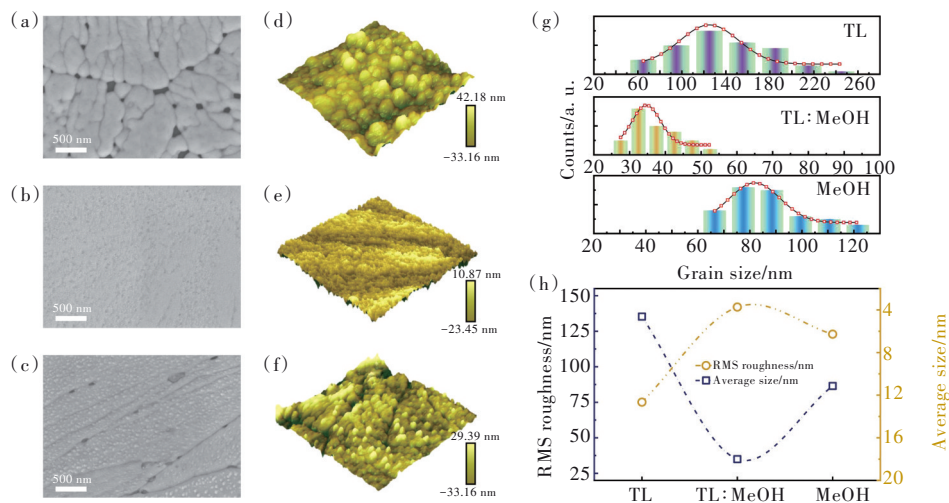 (a)
500 nm
(b)
500 nm
(c)
500 nm
(d)
42.18 nm
−33.16 nm
(e)
10.87 nm
−23.45 nm
(f)
29.39 nm
−33.16 nm
(g)
TL
20 60 100 140 180 220 260
TL:MeOH
20 30 40 50 60 70 80 90 100
MeOH
20 40 60 80 100 120
Counts/a. u.
Grain size/nm
(h)
150
125
100
75
50
25
RMS roughness/nm
4
8
12
16
20
Average size/nm
RMS roughness/nm
Average size/nm
TL TL:MeOH MeOH